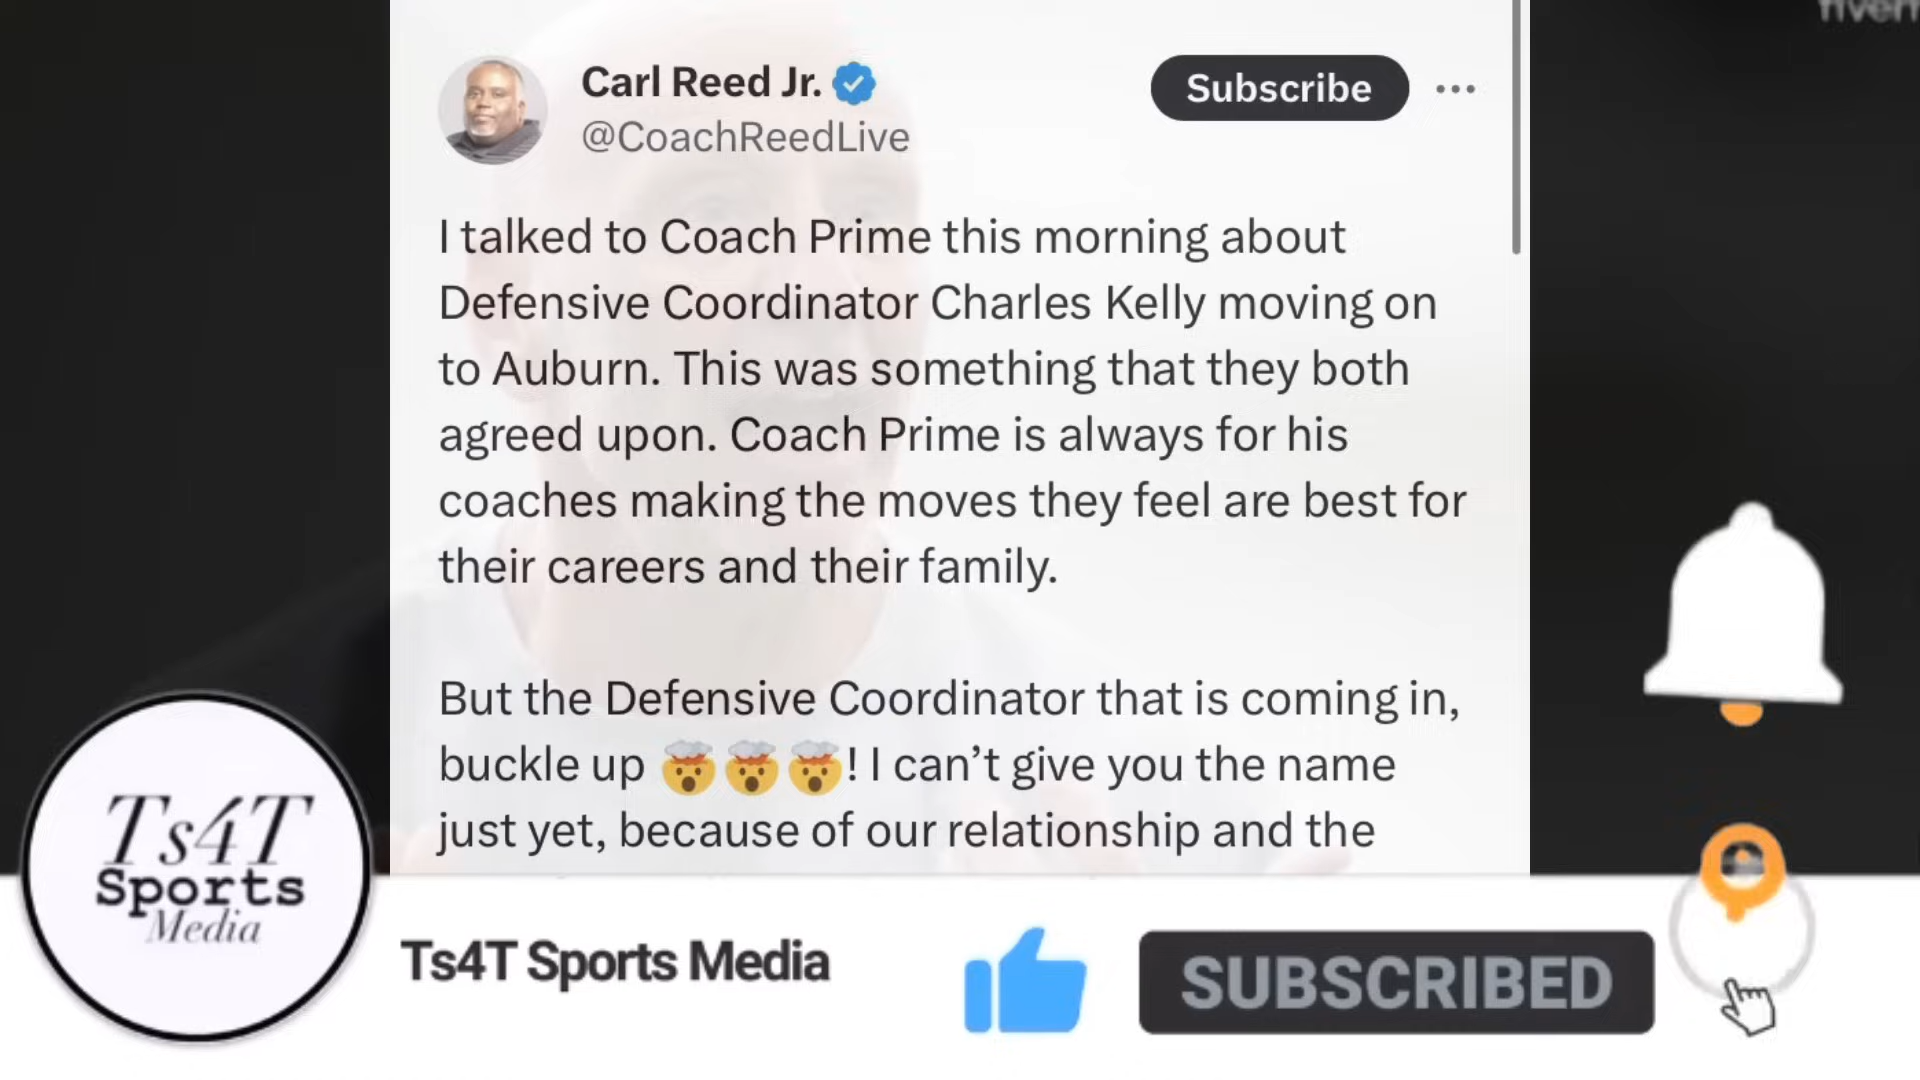 Carl Reed Jr.
@CoachReedLive
Subscribe
I talked to Coach Prime this morning about
Defensive Coordinator Charles Kelly moving on
to Auburn. This was something that they both
agreed upon. Coach Prime is always for his
coaches making the moves they feel are best for
their careers and their family.
But the Defensive Coordinator that is coming in,
buckle up 🤯🤯🤯! I can’t give you the name
just yet, because of our relationship and the
Ts4T
Sports
Media
Ts4T Sports Media
SUBSCRIBED